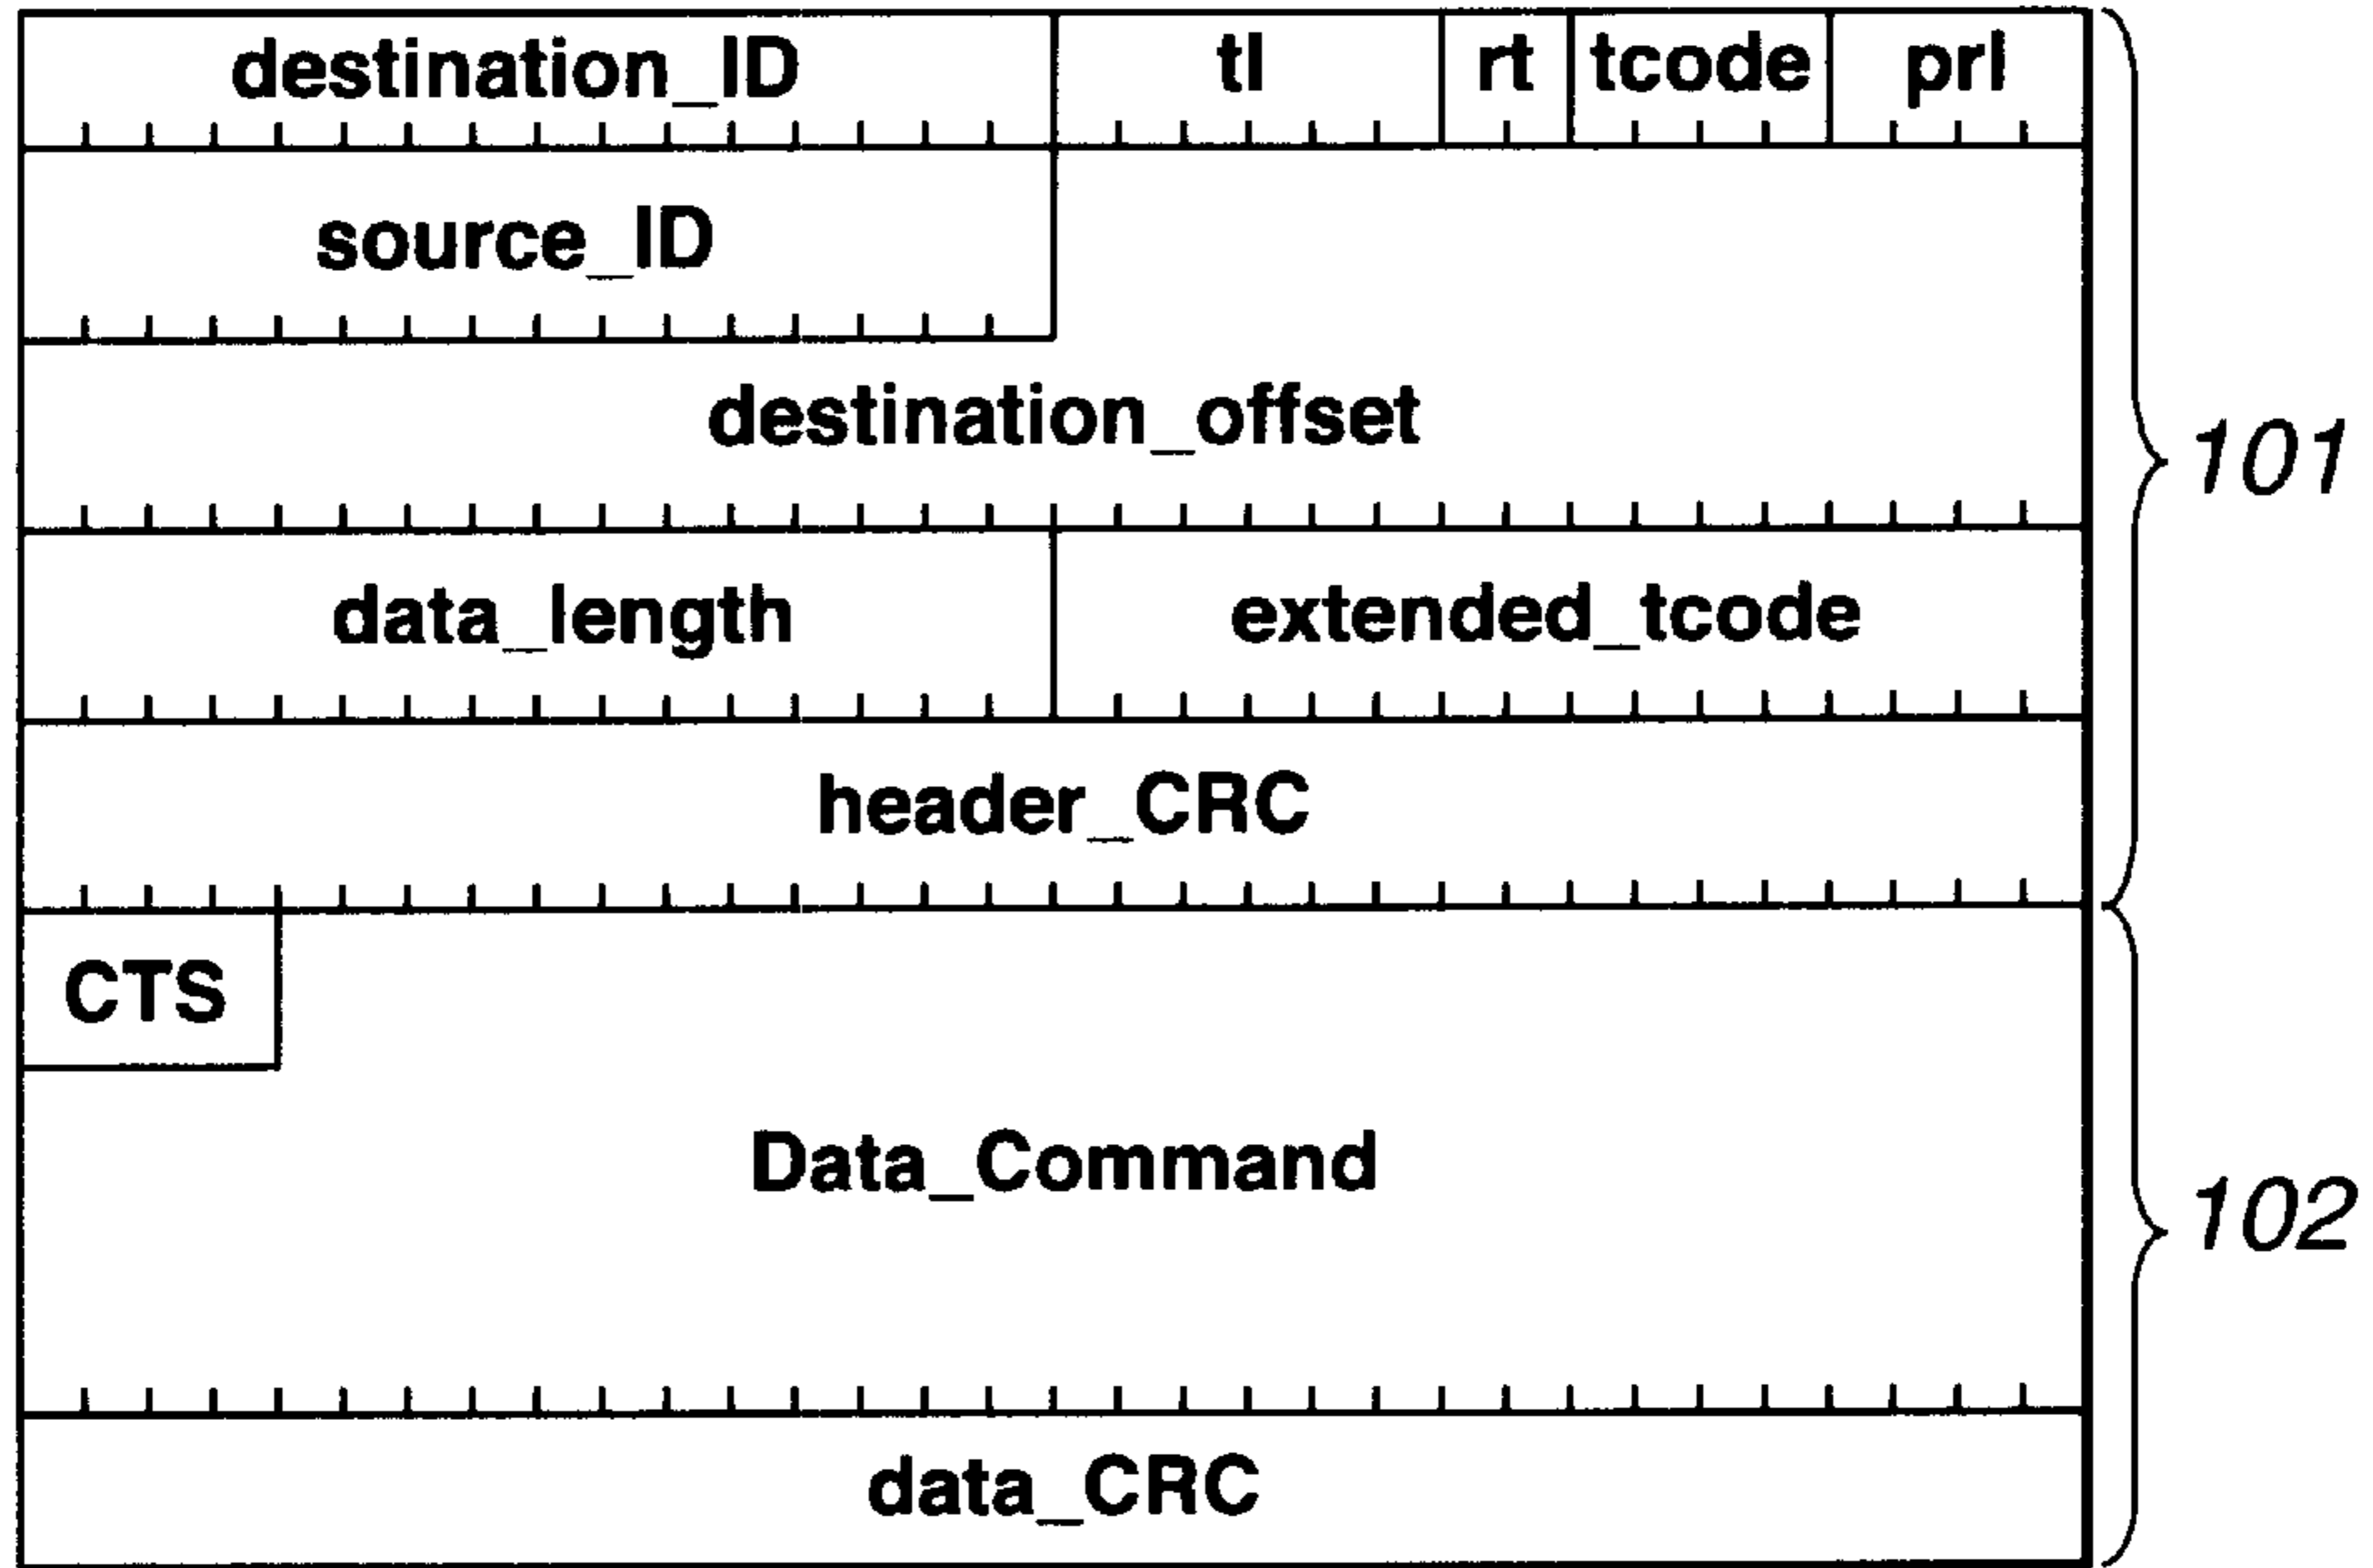 destination_ID tl rt tcode prl
source_ID
destination_offset
101
data_length extended_tcode
header_CRC
CTS
Data_Command
102
data_CRC